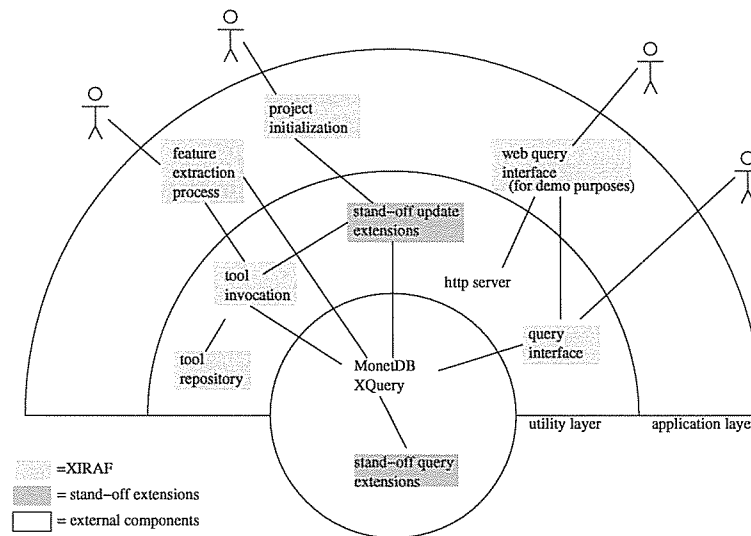 project
initialization
feature
extraction
process
web query
interface
(for demo purposes)
stand-off update
extensions
tool
invocation
http server
tool
repository
query
interface
MonetDB
XQuery
utility layer
application layer
stand-off query
extensions
=XIRAF
= stand-off extensions
= external components